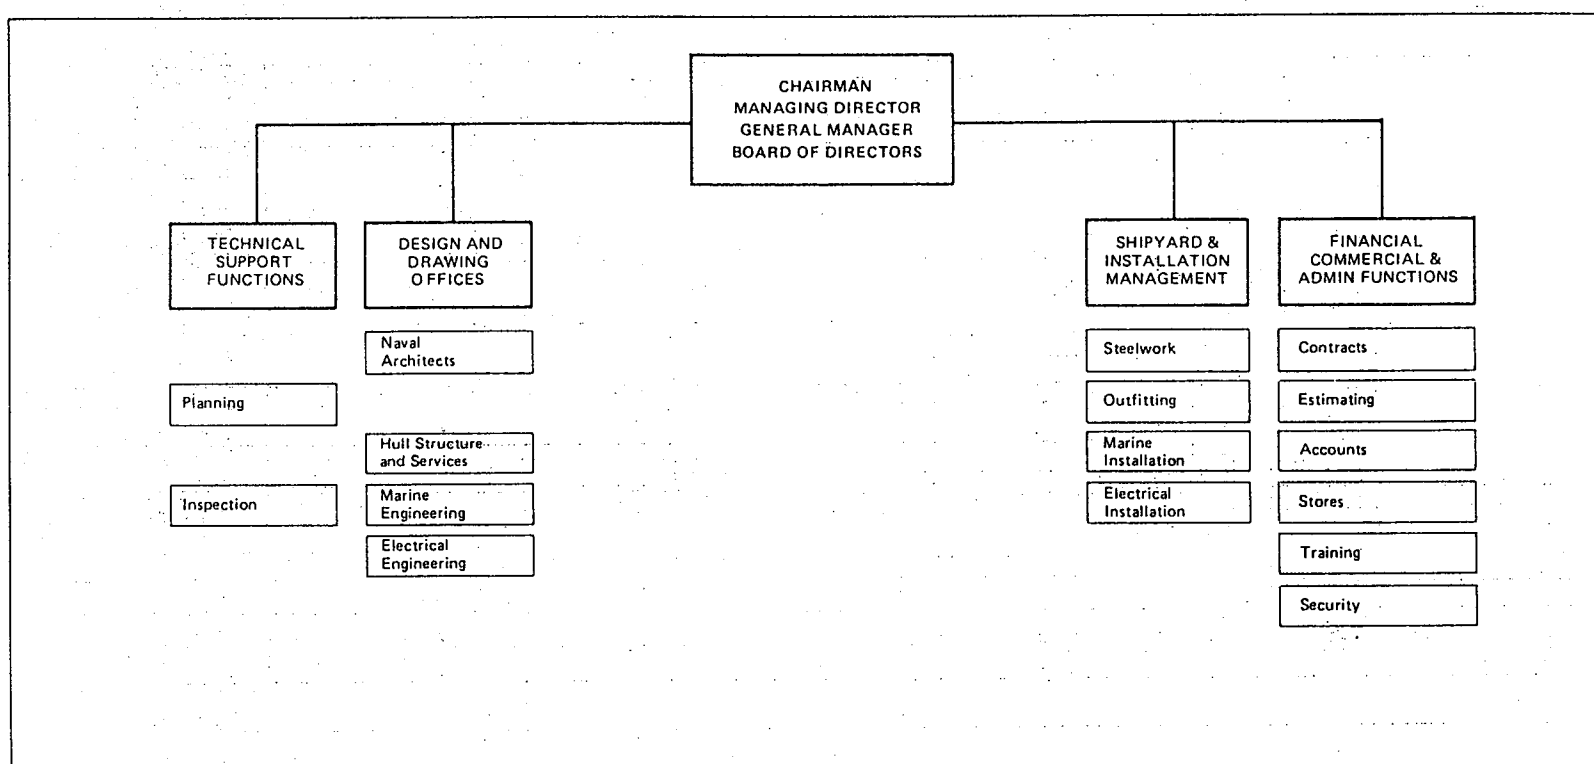 CHAIRMAN
MANAGING DIRECTOR
GENERAL MANAGER
BOARD OF DIRECTORS
TECHNICAL
SUPPORT
FUNCTIONS
DESIGN AND
DRAWING
OFFICES
SHIPYARD &
INSTALLATION
MANAGEMENT
FINANCIAL
COMMERCIAL &
ADMIN FUNCTIONS
Planning
Inspection
Naval
Architects
Hull Structure
and Services
Marine
Engineering
Electrical
Engineering
Steelwork
Outfitting
Marine
Installation
Electrical
Installation
Contracts
Estimating
Accounts
Stores
Training
Security